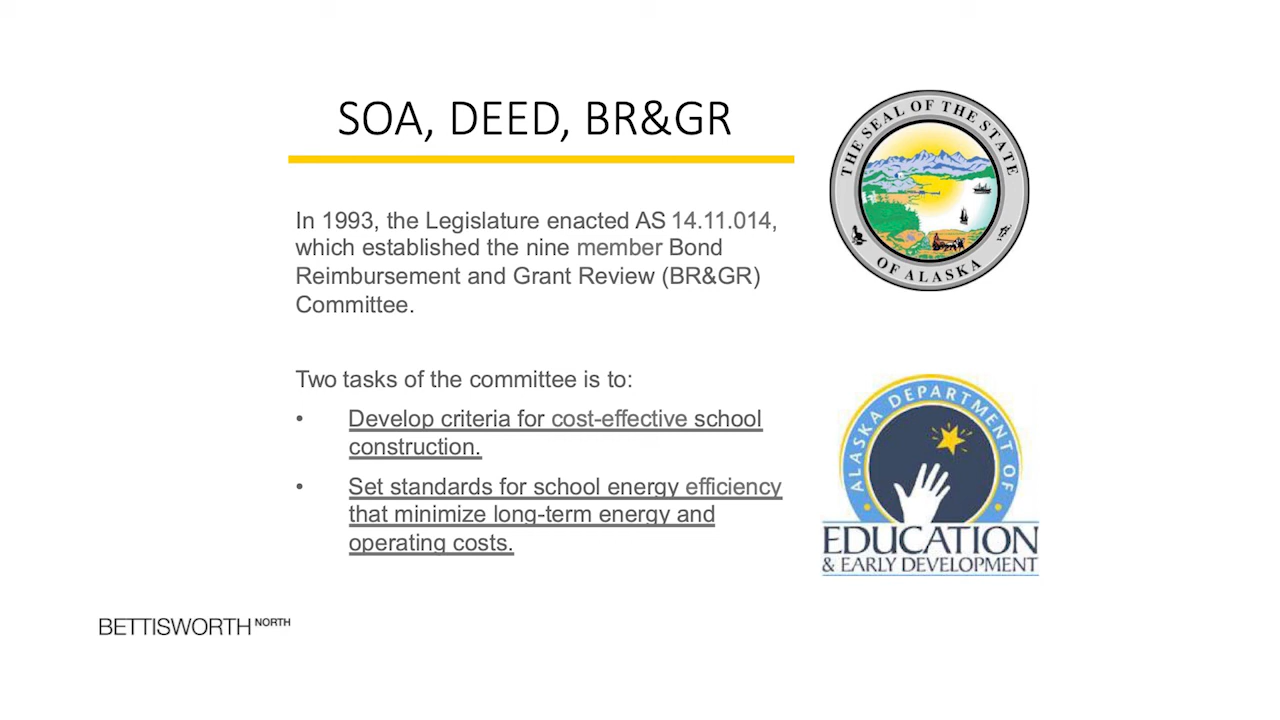 SOA, DEED, BR&GR
In 1993, the Legislature enacted AS 14.11.014,
which established the nine member Bond
Reimbursement and Grant Review (BR&GR)
Committee.
Two tasks of the committee is to:
• Develop criteria for cost-effective school
construction.
• Set standards for school energy efficiency
that minimize long-term energy and
operating costs.
THE SEAL OF THE STATE
OF ALASKA
ALASKA DEPARTMENT OF
EDUCATION
& EARLY DEVELOPMENT
BETTISWORTH NORTH